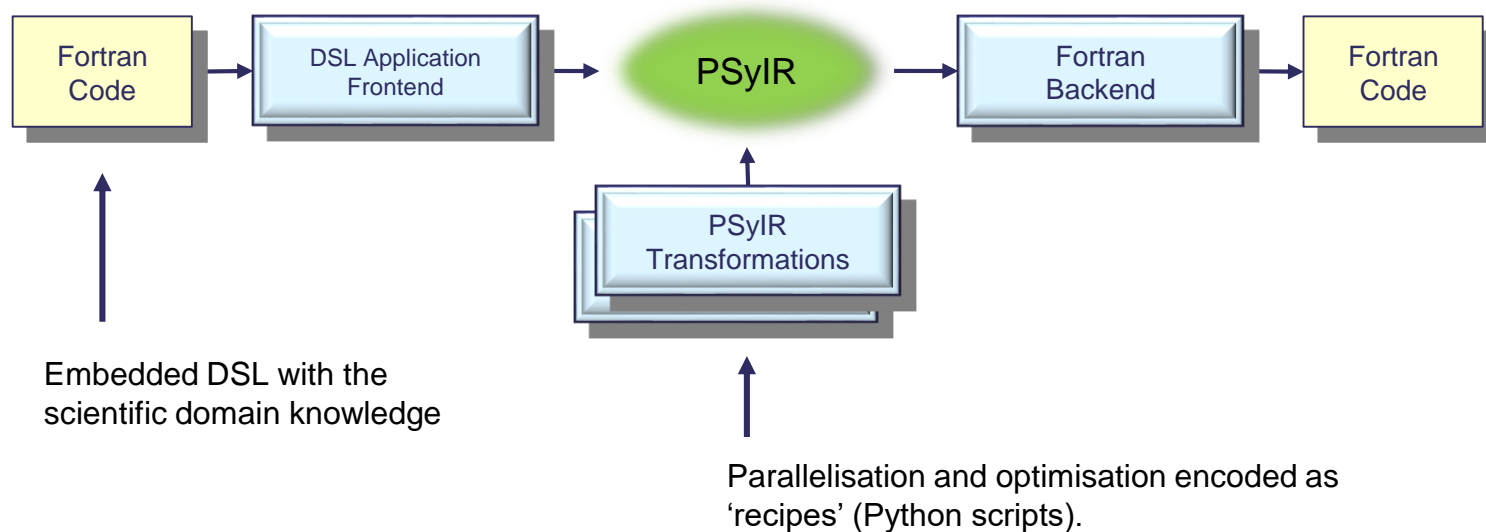 Fortran
Code
DSL Application
Frontend
PSyIR
Fortran
Backend
Fortran
Code
PSyIR
Transformations
Embedded DSL with the
scientific domain knowledge
Parallelisation and optimisation encoded as
‘recipes’ (Python scripts).